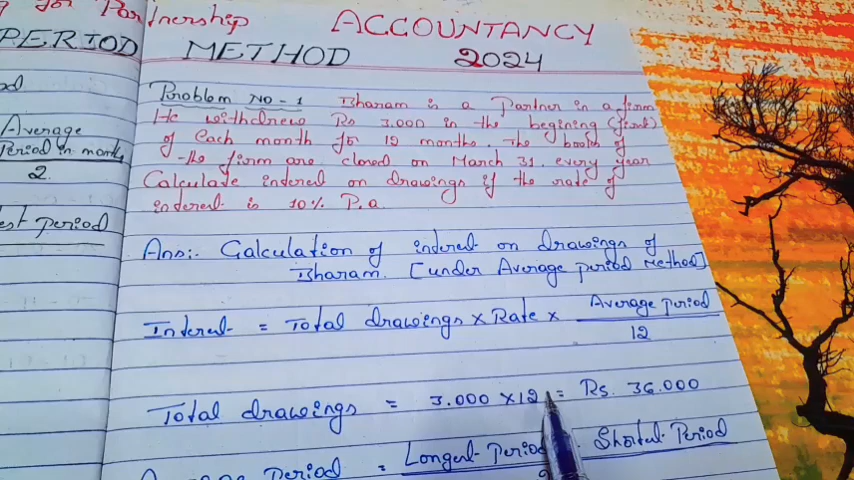 for Partnership
ACCOUNTANCY
PERIOD METHOD 2024
Average
Period in months
2.
est period
Problem No - 1 Dharam is a Partner in a firm
He withdrew Rs 3.000 in the begining (first)
of Each month for 12 months. The books of
the firm are closed on March 31. every year
Calculate interest on drawings if the rate of
interest is 10% P.a.
Ans:- Calculation of interest on drawings of
Dharam. [under Average period Method]
Interest = Total drawings × Rate × Average period
12
Total drawings = 3.000 × 12 = Rs. 36.000
Period = Longest Period Shortest Period